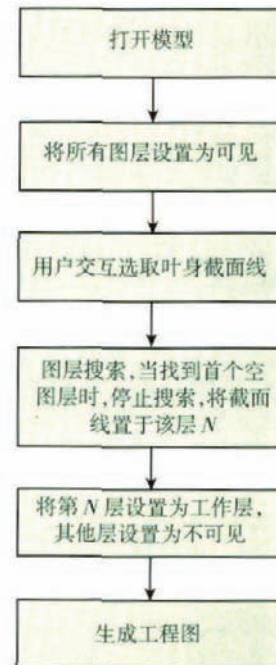 打开模型
将所有图层设置为可见
用户交互选取叶身截面线
图层搜索,当找到首个空
图层时,停止搜索,将截面
线置于该层N
将第N层设置为工作层,
其他层设置为不可见
生成工程图